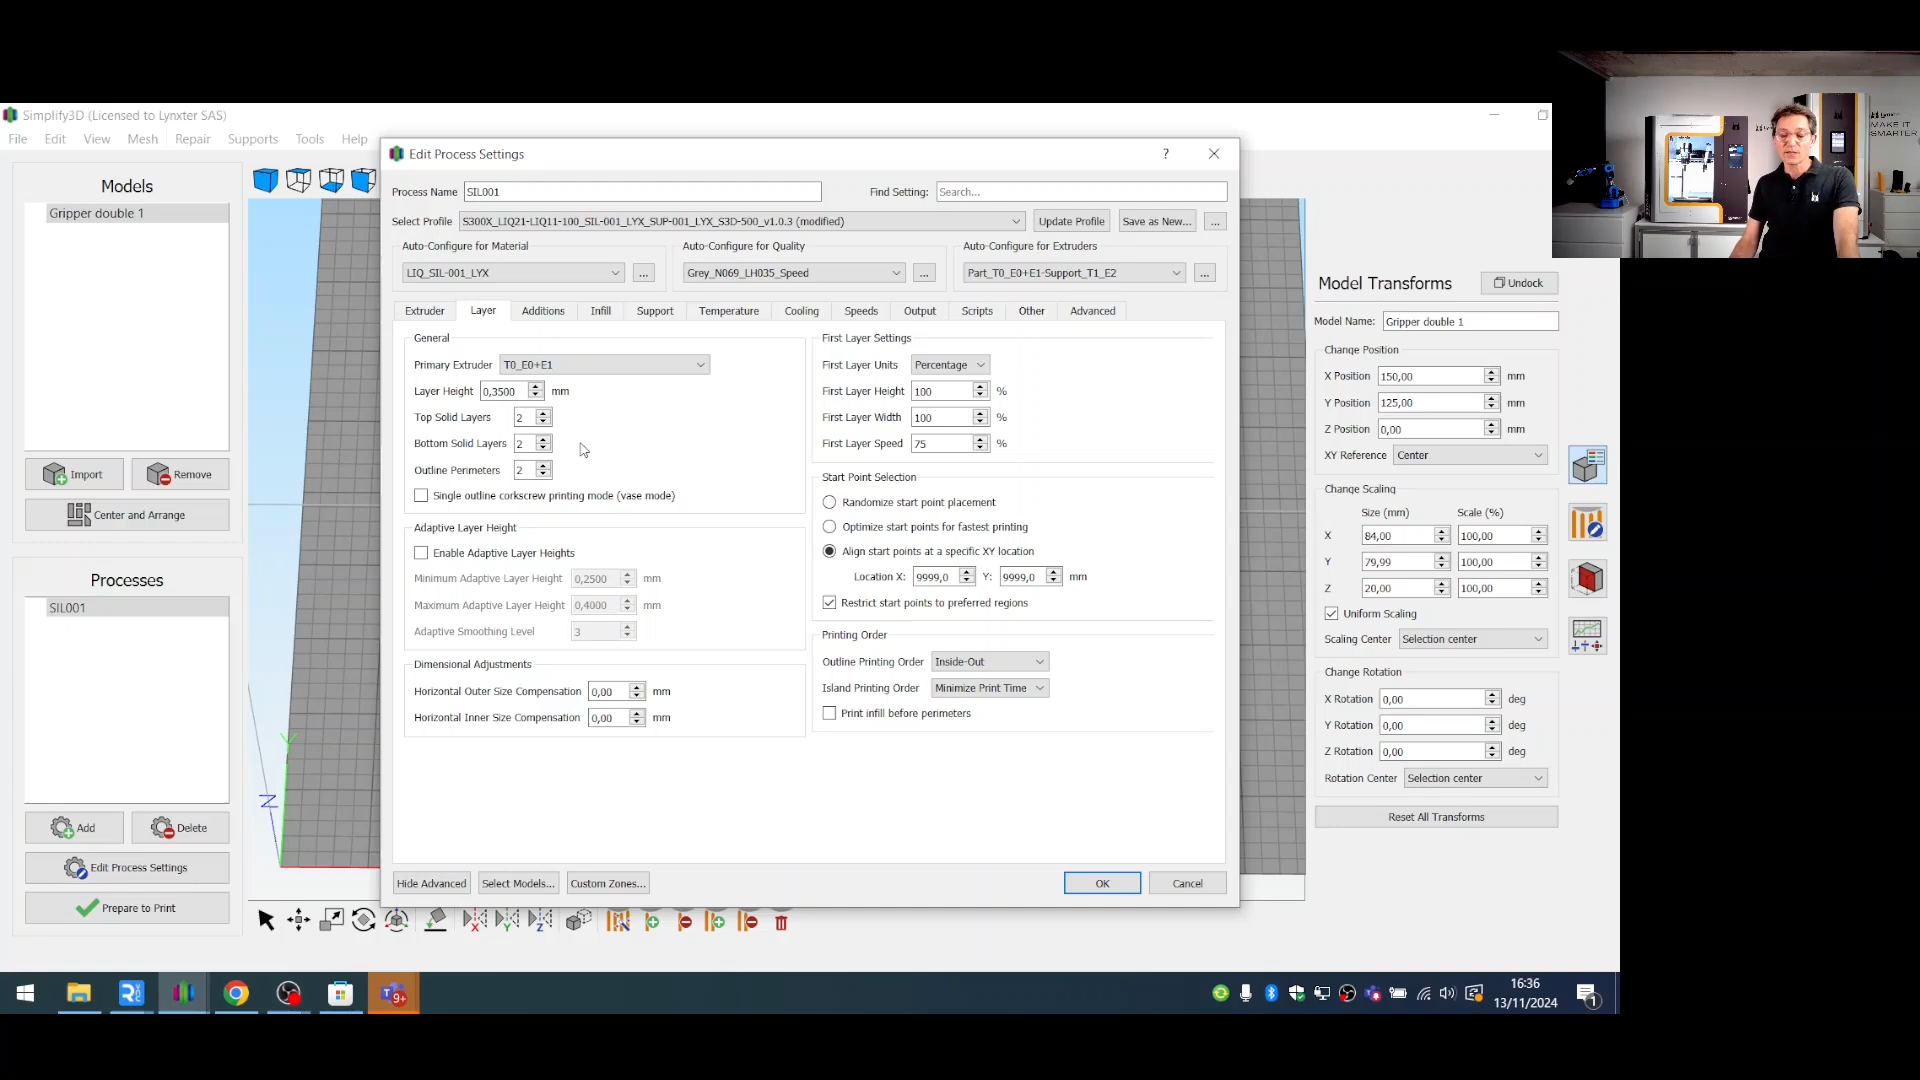 Simplify3D (Licensed to Lynxter SAS)
File Edit View Mesh Repair Supports Tools Help
Models
Gripper double 1
Import Remove
Center and Arrange
Processes
SIL001
Add Delete
Edit Process Settings
Prepare to Print
Edit Process Settings ?
Process Name SIL001 Find Setting: Search...
Select Profile S300X_LIQ21-LIQ11-100_SIL-001_LYX_SUP-001_LYX_S3D-500_v1.0.3 (modified) Update Profile Save as New... ...
Auto-Configure for Material Auto-Configure for Quality Auto-Configure for Extruders
LIQ_SIL-001_LYX ... Grey_N069_LH035_Speed ... Part_T0_E0+E1-Support_T1_E2 ...
Extruder Layer Additions Infill Support Temperature Cooling Speeds Output Scripts Other Advanced
General
Primary Extruder T0_E0+E1
Layer Height 0,3500 mm
Top Solid Layers 2
Bottom Solid Layers 2
Outline Perimeters 2
Single outline corkscrew printing mode (vase mode)
Adaptive Layer Height
Enable Adaptive Layer Heights
Minimum Adaptive Layer Height 0,2500 mm
Maximum Adaptive Layer Height 0,4000 mm
Adaptive Smoothing Level 3
Dimensional Adjustments
Horizontal Outer Size Compensation 0,00 mm
Horizontal Inner Size Compensation 0,00 mm
First Layer Settings
First Layer Units Percentage
First Layer Height 100 %
First Layer Width 100 %
First Layer Speed 75 %
Start Point Selection
Randomize start point placement
Optimize start points for fastest printing
Align start points at a specific XY location
Location X: 9999,0 Y: 9999,0 mm
Restrict start points to preferred regions
Printing Order
Outline Printing Order Inside-Out
Island Printing Order Minimize Print Time
Print infill before perimeters
Hide Advanced Select Models... Custom Zones... OK Cancel
Model Transforms Undock
Model Name: Gripper double 1
Change Position
X Position 150,00 mm
Y Position 125,00 mm
Z Position 0,00 mm
XY Reference Center
Change Scaling
Size (mm) Scale (%)
X 84,00 100,00
Y 79,99 100,00
Z 20,00 100,00
Uniform Scaling
Scaling Center Selection center
Change Rotation
X Rotation 0,00 deg
Y Rotation 0,00 deg
Z Rotation 0,00 deg
Rotation Center Selection center
Reset All Transforms
Y
Z
X Y Z
9+
16:36
13/11/2024
1
MAKE IT
SMARTER